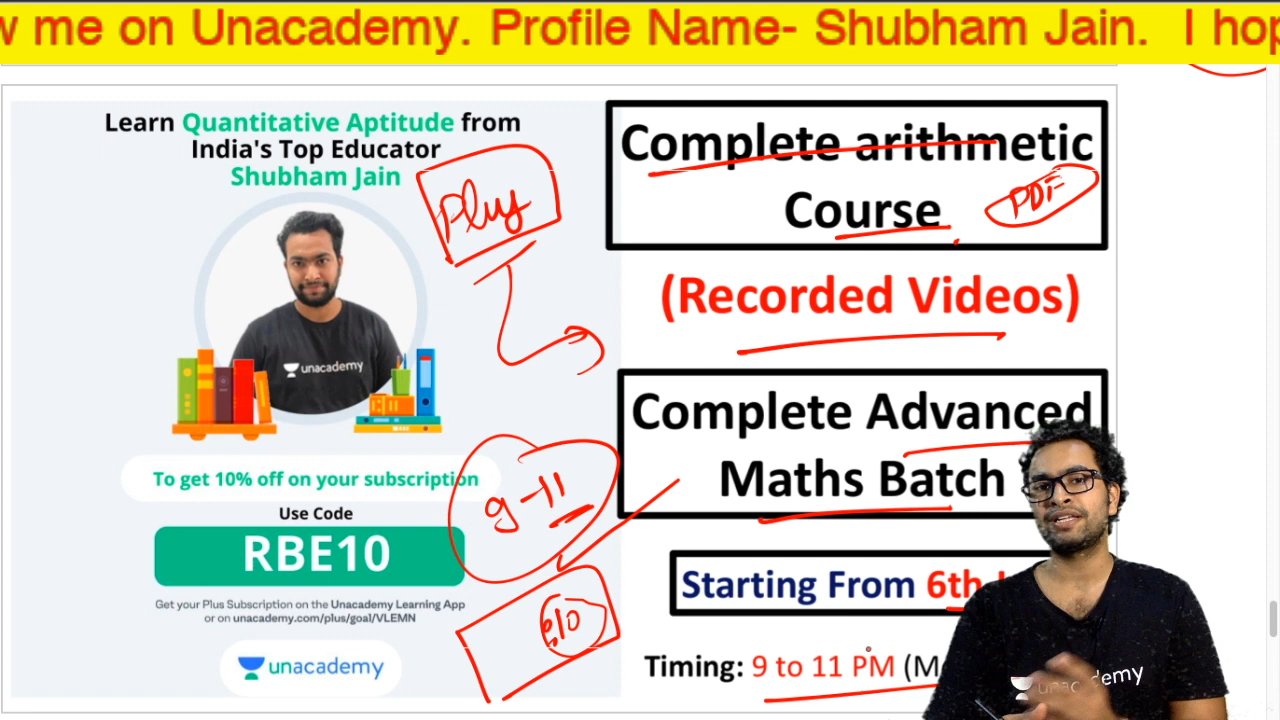 w me on Unacademy. Profile Name- Shubham Jain. I hop
Learn Quantitative Aptitude from
India's Top Educator
Shubham Jain
unacademy
To get 10% off on your subscription
Use Code
RBE10
Get your Plus Subscription on the Unacademy Learning App
or on unacademy.com/plus/goal/VLEMN
unacademy
Plus
9-11
Complete arithmetic
Course
PDF
(Recorded Videos)
Complete Advanced
Maths Batch
Starting From 6th
Timing: 9 to 11 PM (M
unacademy